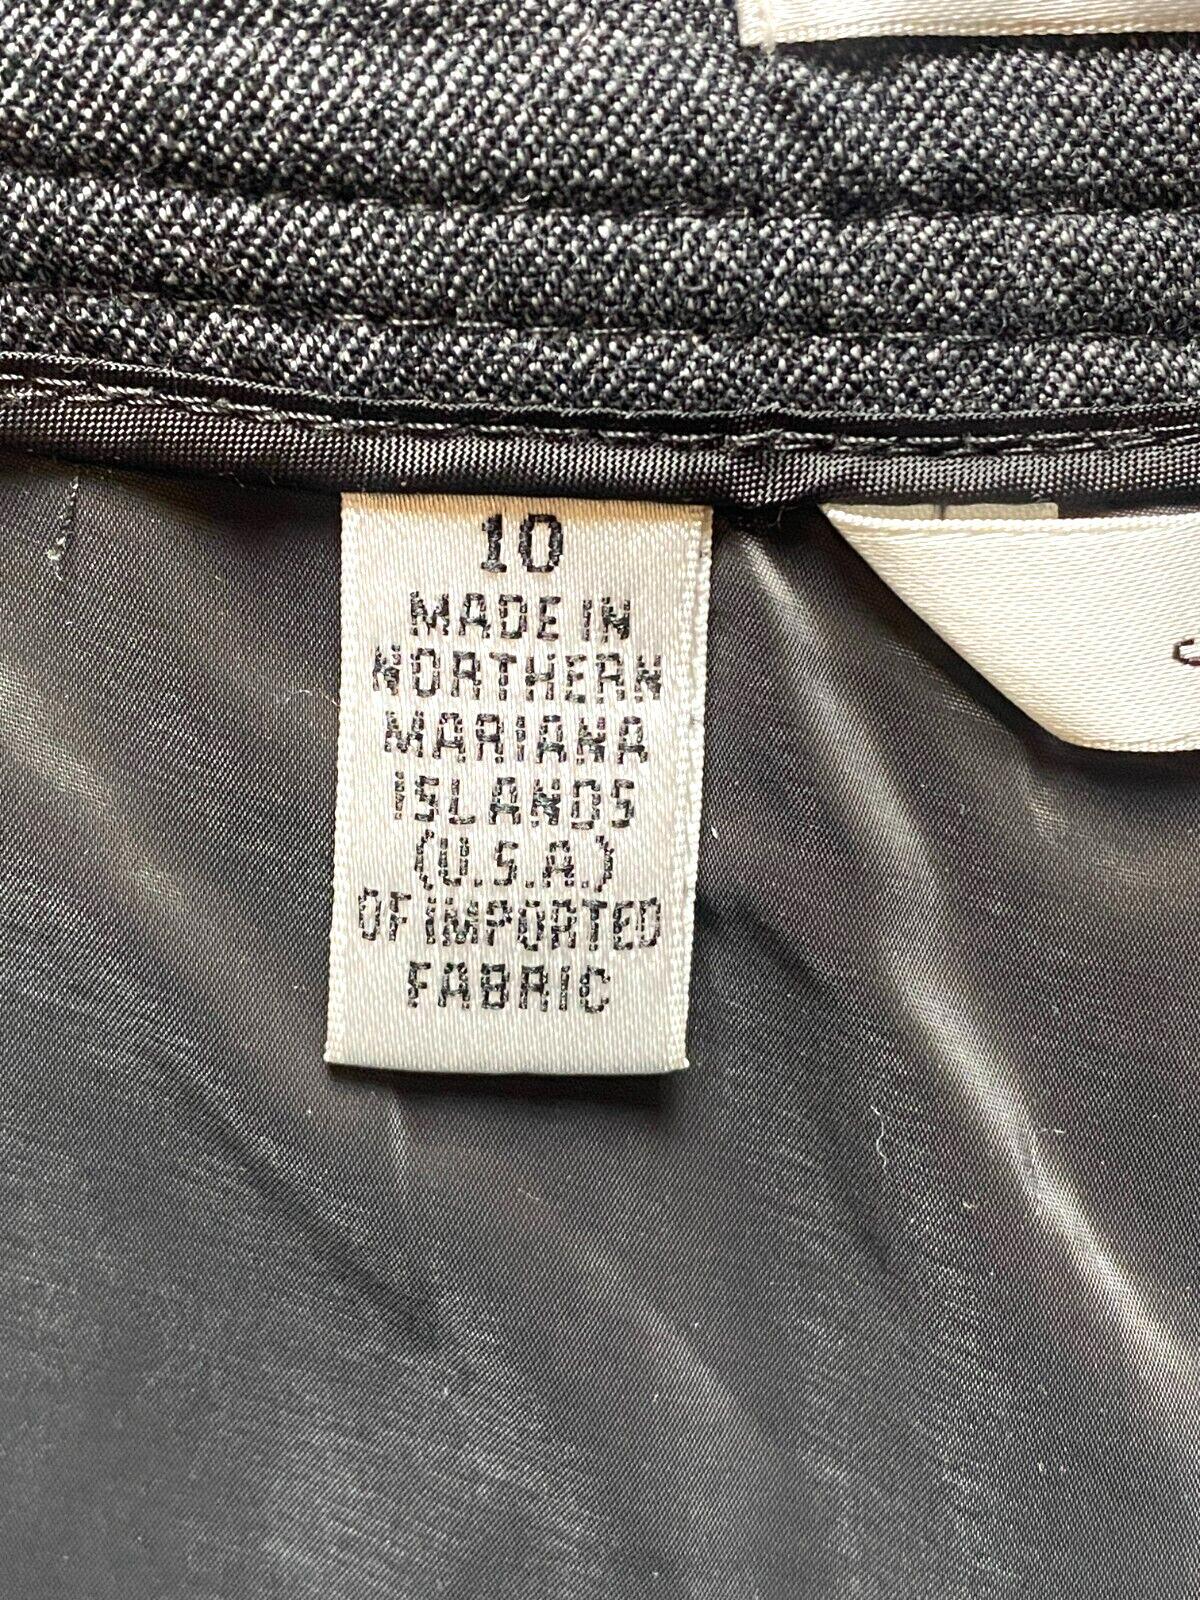 10
MADE IN
NORTHERN
MARIANA
ISLANDS
(U.S.A.)
OF IMPORTED
FABRIC